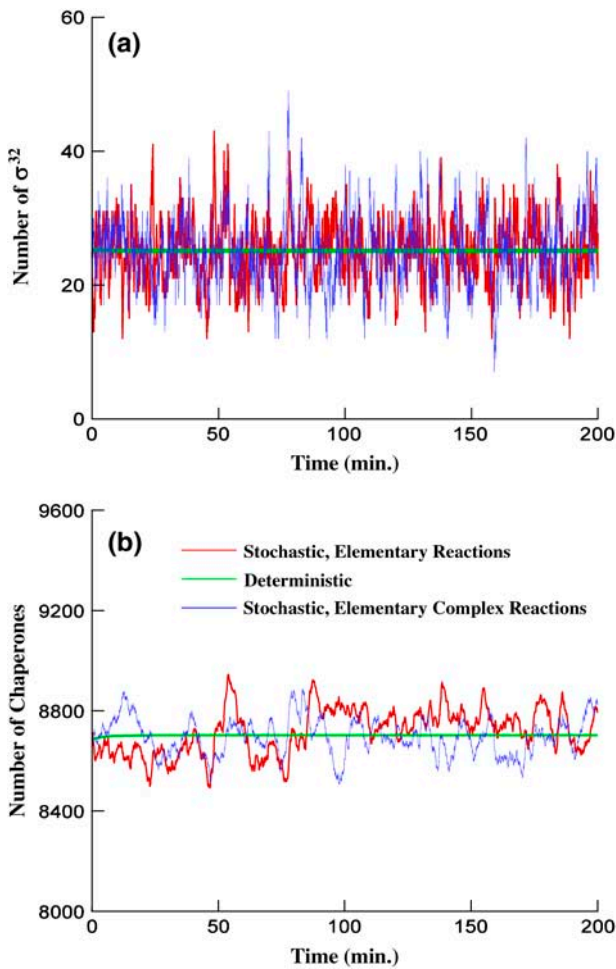 (a)
60
40
20
0
Number of σ³²
0 50 100 150 200
Time (min.)
(b)
9600
9200
8800
8400
8000
Number of Chaperones
Stochastic, Elementary Reactions
Deterministic
Stochastic, Elementary Complex Reactions
0 50 100 150 200
Time (min.)